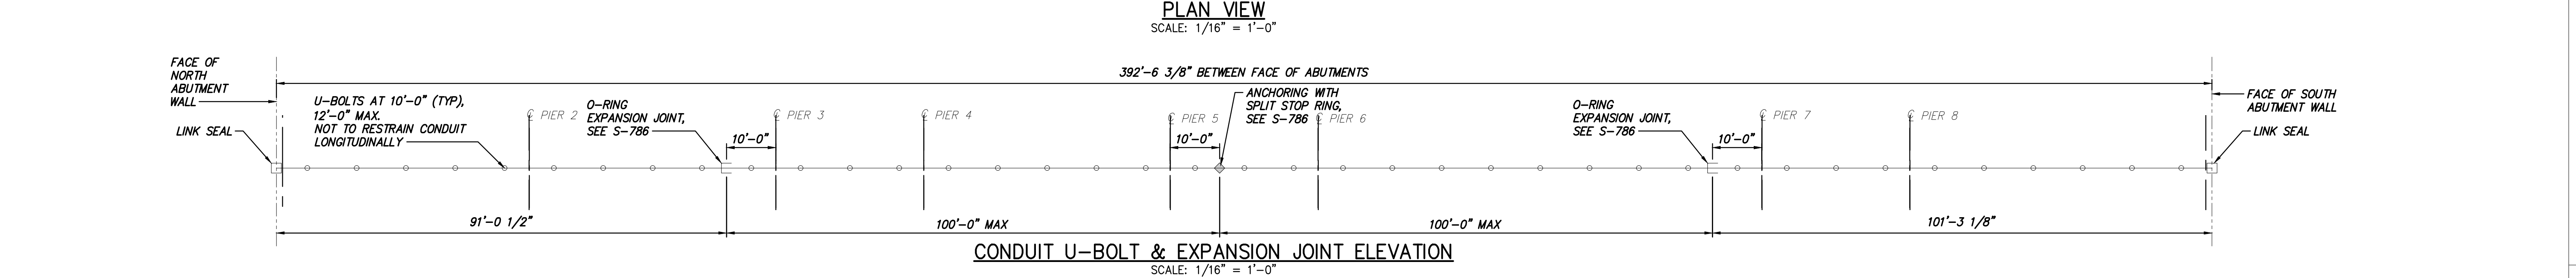 PLAN VIEW
SCALE: 1/16" = 1'-0"
FACE OF
NORTH
ABUTMENT
WALL
392'-6 3/8" BETWEEN FACE OF ABUTMENTS
U-BOLTS AT 10'-0" (TYP),
12'-0" MAX.
NOT TO RESTRAIN CONDUIT
LONGITUDINALLY
LINK SEAL
℄ PIER 2
O-RING
EXPANSION JOINT,
SEE S-786
10'-0"
℄ PIER 3
℄ PIER 4
℄ PIER 5
10'-0"
ANCHORING WITH
SPLIT STOP RING,
SEE S-786
℄ PIER 6
O-RING
EXPANSION JOINT,
SEE S-786
10'-0"
℄ PIER 7
℄ PIER 8
FACE OF SOUTH
ABUTMENT WALL
LINK SEAL
91'-0 1/2"
100'-0" MAX
100'-0" MAX
101'-3 1/8"
CONDUIT U-BOLT & EXPANSION JOINT ELEVATION
SCALE: 1/16" = 1'-0"